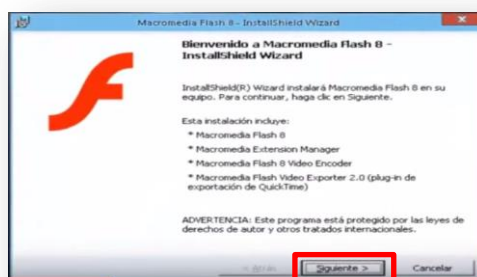 Macromedia Flash 8 - InstallShield Wizard
Bienvenido a Macromedia Flash 8 -
InstallShield Wizard
InstallShield(R) Wizard instalará Macromedia Flash 8 en su
equipo. Para continuar, haga clic en Siguiente.
Esta instalación incluye:
* Macromedia Flash 8
* Macromedia Extension Manager
* Macromedia Flash 8 Video Encoder
* Macromedia Flash Video Exporter 2.0 (plug-in de
exportación de QuickTime)
ADVERTENCIA: Este programa está protegido por las leyes de
derechos de autor y otros tratados internacionales.
< Atrás Siguiente > Cancelar